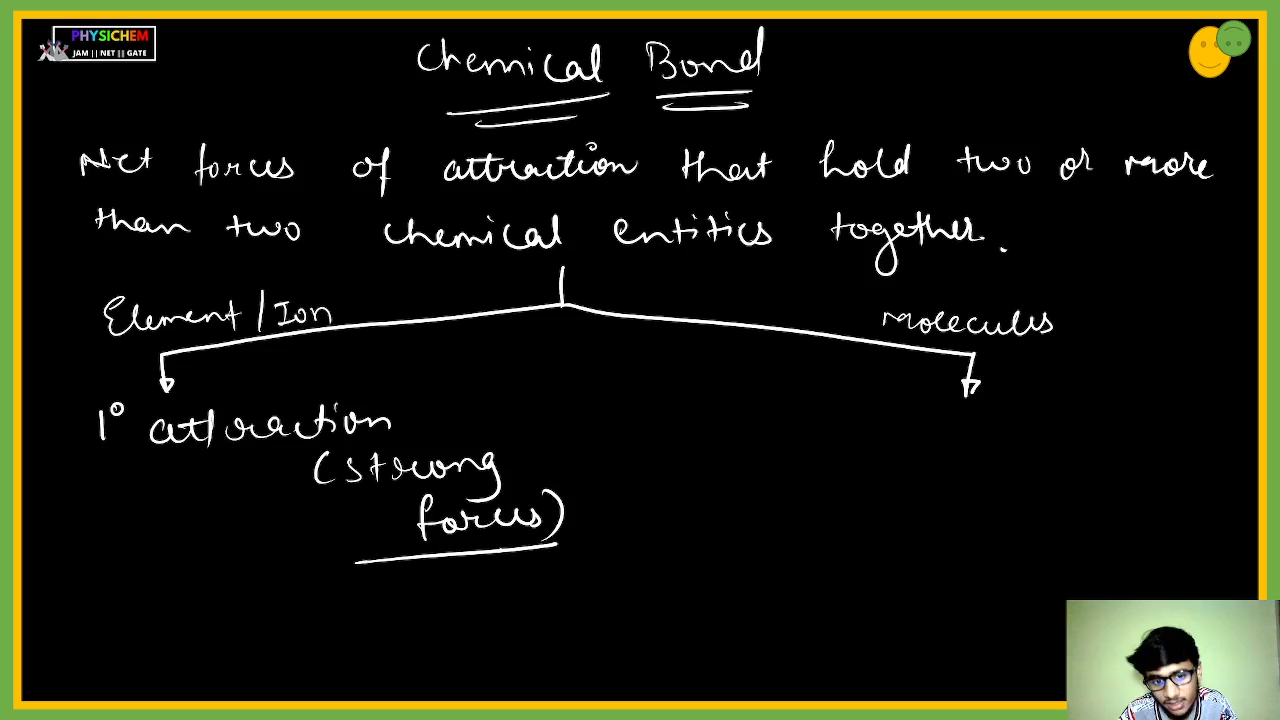 PHYSICHEM
JAM || NET || GATE
Chemical Bond
Net forces of attraction that hold two or more
than two chemical entities together.
Element/Ion
molecules
1° attraction
(strong
forces)